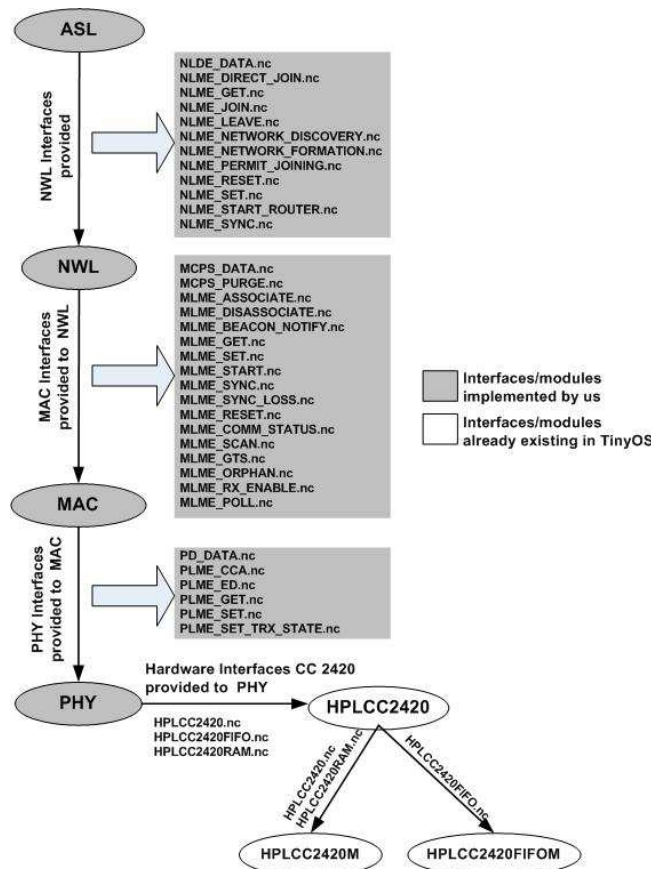 ASL
NWL Interfaces
provided
NLDE_DATA.nc
NLME_DIRECT_JOIN.nc
NLME_GET.nc
NLME_JOIN.nc
NLME_LEAVE.nc
NLME_NETWORK_DISCOVERY.nc
NLME_NETWORK_FORMATION.nc
NLME_PERMIT_JOINING.nc
NLME_RESET.nc
NLME_SET.nc
NLME_START_ROUTER.nc
NLME_SYNC.nc
NWL
MAC Interfaces
provided to NWL
MCPS_DATA.nc
MCPS_PURGE.nc
MLME_ASSOCIATE.nc
MLME_DISASSOCIATE.nc
MLME_BEACON_NOTIFY.nc
MLME_GET.nc
MLME_SET.nc
MLME_START.nc
MLME_SYNC.nc
MLME_SYNC_LOSS.nc
MLME_RESET.nc
MLME_COMM_STATUS.nc
MLME_SCAN.nc
MLME_GTS.nc
MLME_ORPHAN.nc
MLME_RX_ENABLE.nc
MLME_POLL.nc
Interfaces/modules
implemented by us
Interfaces/modules
already existing in TinyOS
MAC
PHY Interfaces
provided to MAC
PD_DATA.nc
PLME_CCA.nc
PLME_ED.nc
PLME_GET.nc
PLME_SET.nc
PLME_SET_TRX_STATE.nc
PHY
Hardware Interfaces CC 2420
provided to PHY
HPLCC2420.nc
HPLCC2420FIFO.nc
HPLCC2420RAM.nc
HPLCC2420
HPLCC2420.nc
HPLCC2420RAM.nc
HPLCC2420FIFO.nc
HPLCC2420M
HPLCC2420FIFOM